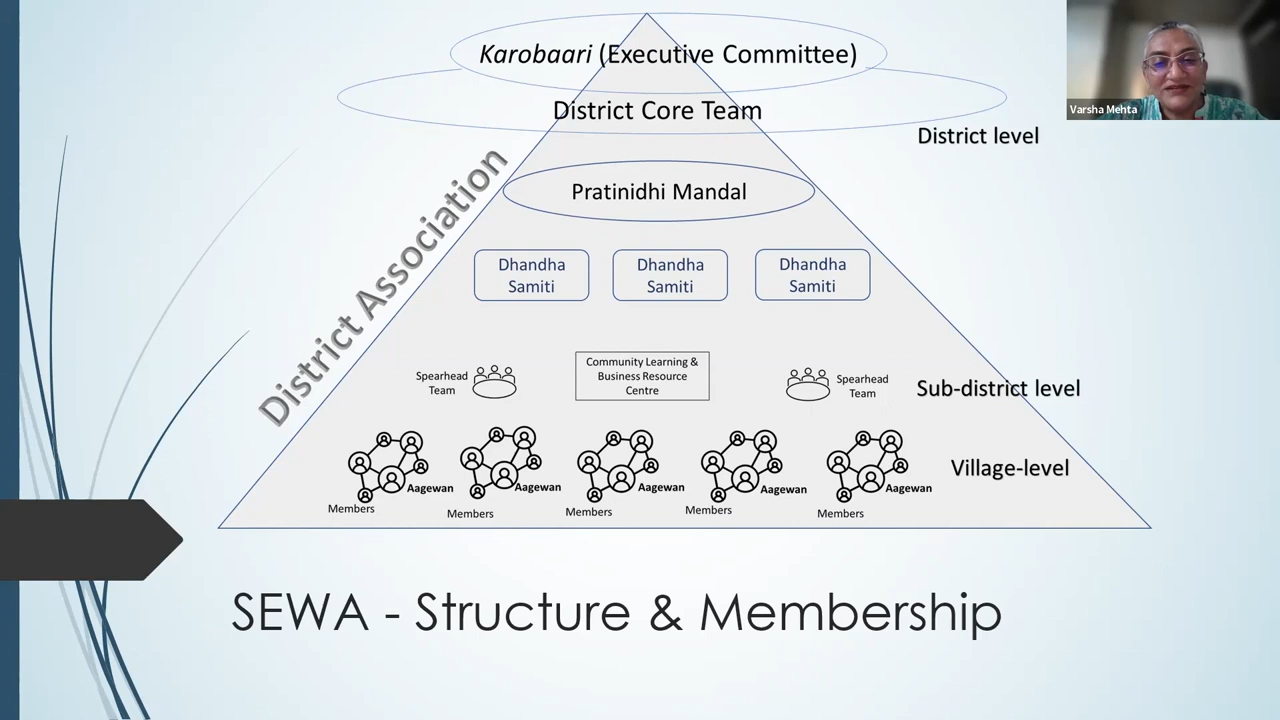 Karobaari (Executive Committee)
Varsha Mehta
District Core Team
District level
District Association
Pratinidhi Mandal
Dhandha
Samiti
Dhandha
Samiti
Dhandha
Samiti
Spearhead
Team
Community Learning &
Business Resource
Centre
Spearhead
Team
Sub-district level
Village-level
Aagewan
Aagewan
Aagewan
Aagewan
Aagewan
Members
Members
Members
Members
Members
SEWA - Structure & Membership